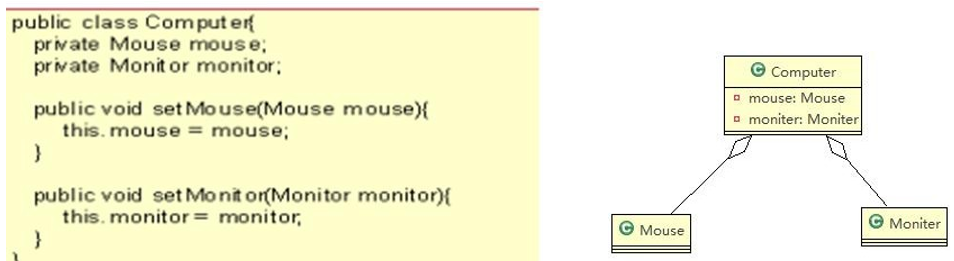 public class Computer{
private Mouse mouse;
private Monitor monitor;
public void setMouse(Mouse mouse){
this.mouse = mouse;
}
public void setMonitor(Monitor monitor){
this.monitor = monitor;
}
}
C Computer
mouse: Mouse
moniter: Moniter
C Mouse
C Moniter